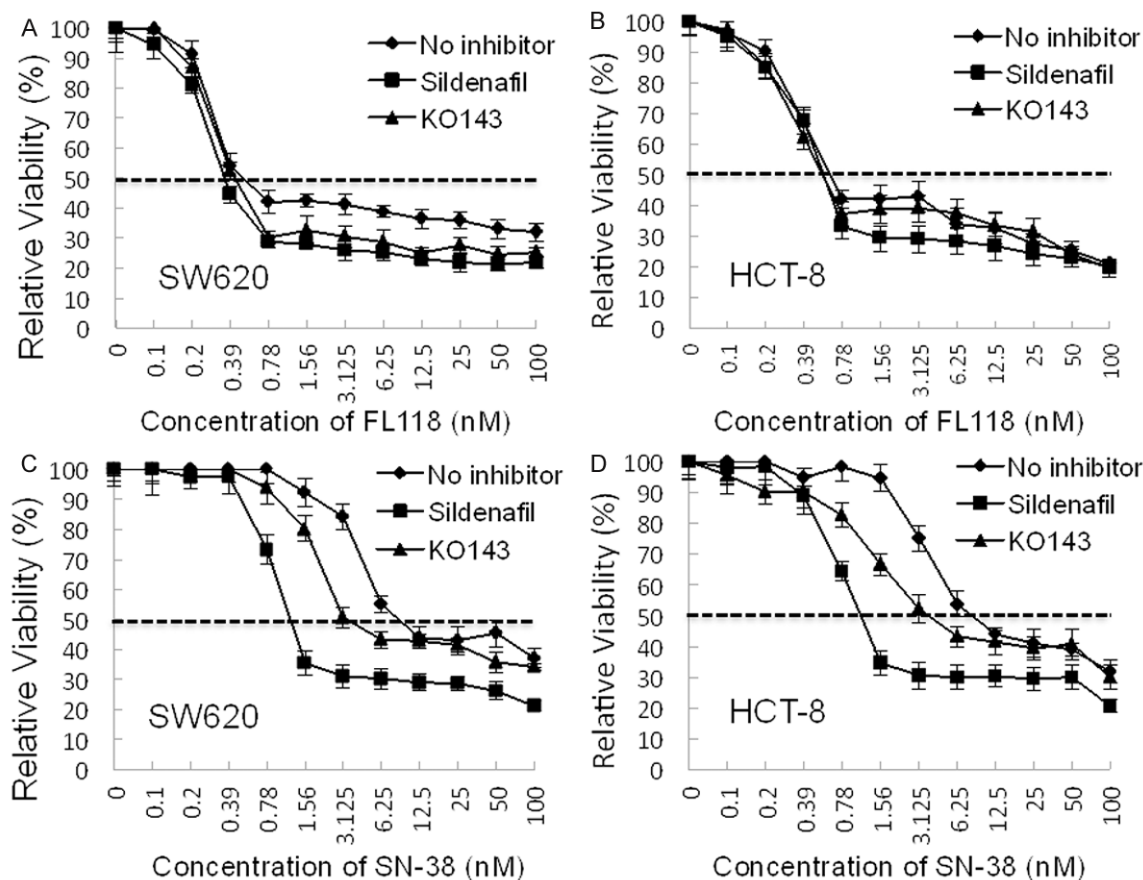 A
Relative Viability (%)
100
90
80
70
60
50
40
30
20
10
0
No inhibitor
Sildenafil
KO143
SW620
0 0.1 0.2 0.39 0.78 1.56 3.125 6.25 12.5 25 50 100
Concentration of FL118 (nM)
B
Relative Viability (%)
100
90
80
70
60
50
40
30
20
10
0
No inhibitor
Sildenafil
KO143
HCT-8
0 0.1 0.2 0.39 0.78 1.56 3.125 6.25 12.5 25 50 100
Concentration of FL118 (nM)
C
Relative Viability (%)
100
90
80
70
60
50
40
30
20
10
0
No inhibitor
Sildenafil
KO143
SW620
0 0.1 0.2 0.39 0.78 1.56 3.125 6.25 12.5 25 50 100
Concentration of SN-38 (nM)
D
Relative Viability (%)
100
90
80
70
60
50
40
30
20
10
0
No inhibitor
Sildenafil
KO143
HCT-8
0 0.1 0.2 0.39 0.78 1.56 3.125 6.25 12.5 25 50 100
Concentration of SN-38 (nM)